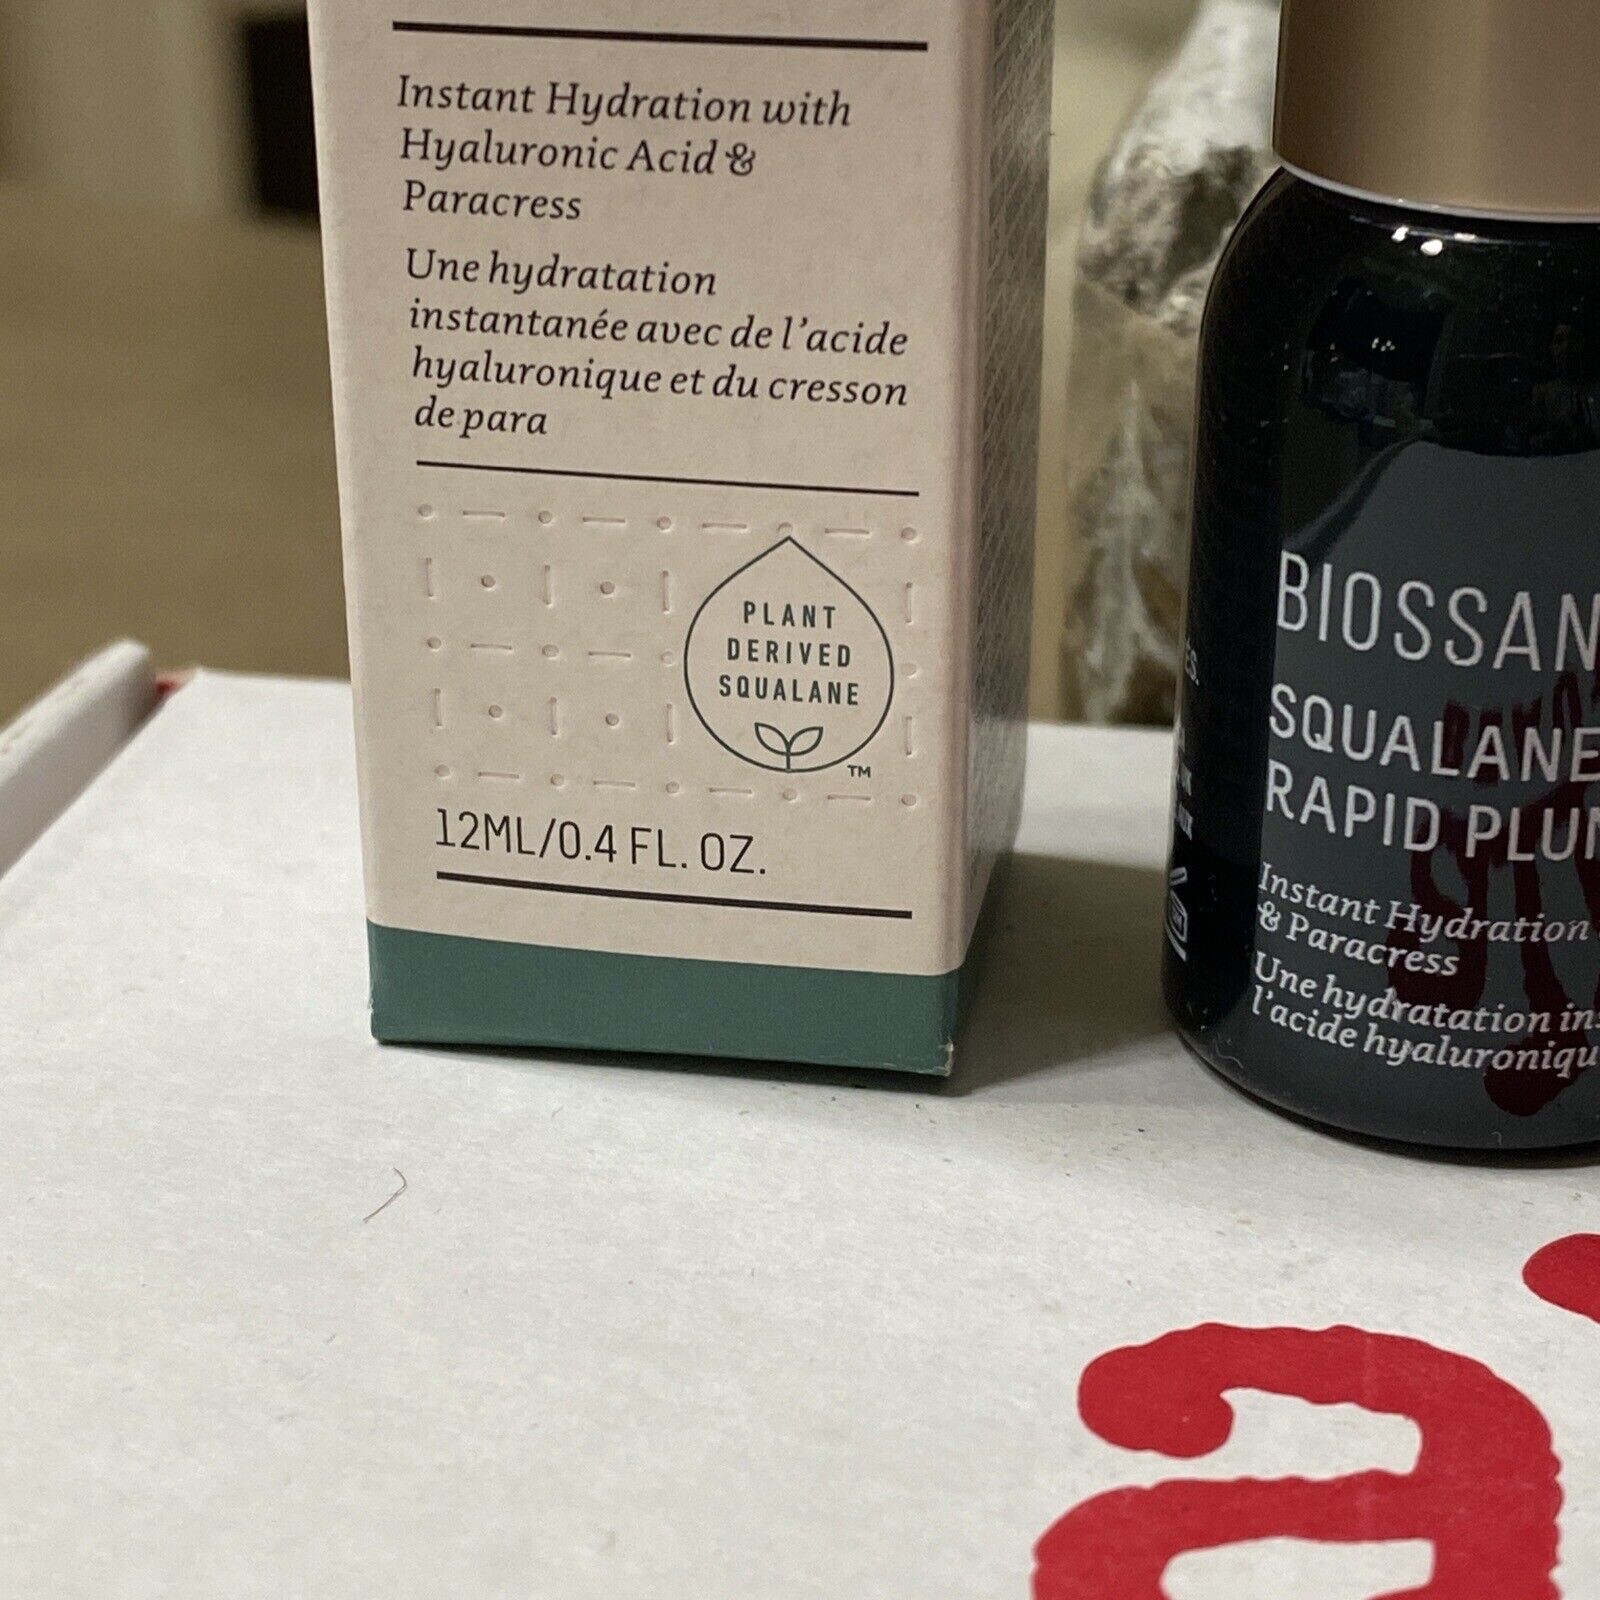 Instant Hydration with
Hyaluronic Acid &
Paracress
Une hydratation
instantanée avec de l'acide
hyaluronique et du cresson
de para
PLANT
DERIVED
SQUALANE
TM
12ML/0.4 FL. OZ.
BIOSSAN
SQUALANE
RAPID PLUM
Instant Hydration
& Paracress
Une hydratation ins
l'acide hyaluroniqu
a